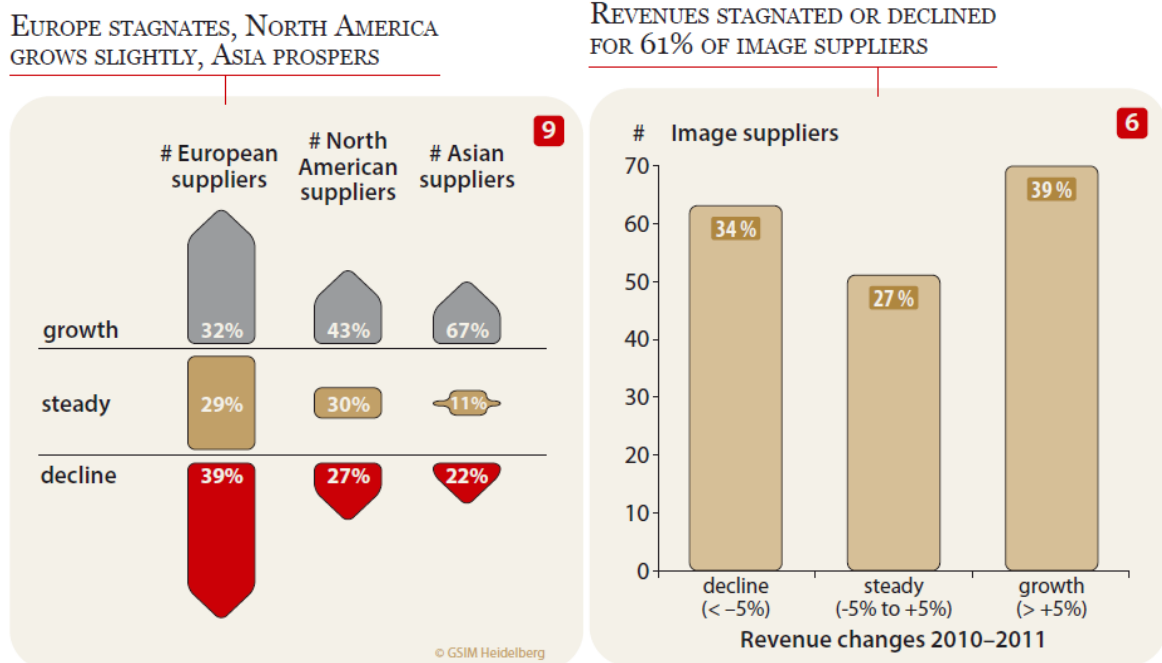 EUROPE STAGNATES, NORTH AMERICA
GROWS SLIGHTLY, ASIA PROSPERS
9
# European
suppliers
# North
American
suppliers
# Asian
suppliers
growth
32%
43%
67%
steady
29%
30%
11%
decline
39%
27%
22%
© GSIM Heidelberg
REVENUES STAGNATED OR DECLINED
FOR 61% OF IMAGE SUPPLIERS
6
# Image suppliers
70
60
50
40
30
20
10
0
34 %
27 %
39 %
decline
(< –5%)
steady
(-5% to +5%)
growth
(> +5%)
Revenue changes 2010–2011